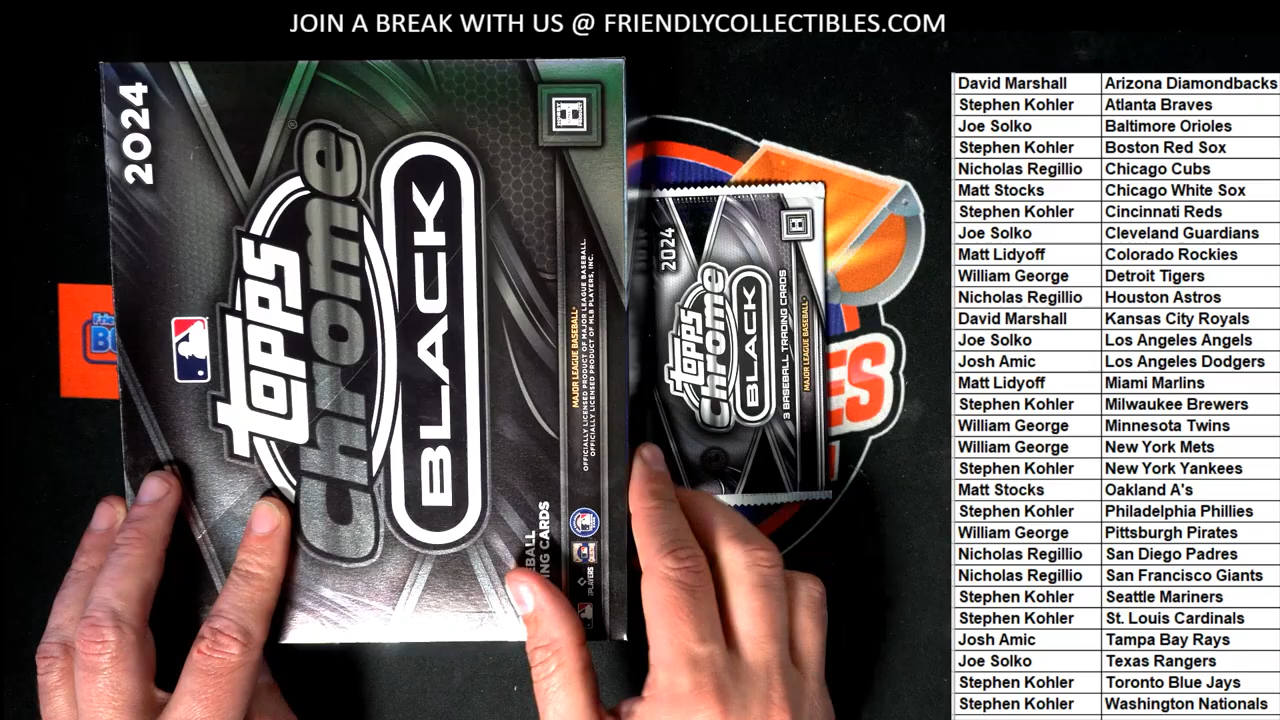 JOIN A BREAK WITH US @ FRIENDLYCOLLECTIBLES.COM
2024
topps
chrome
BLACK
MAJOR LEAGUE BASEBALL
OFFICIALLY LICENSED PRODUCT OF MAJOR LEAGUE BASEBALL.
OFFICIALLY LICENSED PRODUCT OF MLB PLAYERS, INC.
2024
topps
chrome
BLACK
3 BASEBALL TRADING CARDS
MAJOR LEAGUE BASEBALL
ES
David Marshall Arizona Diamondbacks
Stephen Kohler Atlanta Braves
Joe Solko Baltimore Orioles
Stephen Kohler Boston Red Sox
Nicholas Regillio Chicago Cubs
Matt Stocks Chicago White Sox
Stephen Kohler Cincinnati Reds
Joe Solko Cleveland Guardians
Matt Lidyoff Colorado Rockies
William George Detroit Tigers
Nicholas Regillio Houston Astros
David Marshall Kansas City Royals
Joe Solko Los Angeles Angels
Josh Amic Los Angeles Dodgers
Matt Lidyoff Miami Marlins
Stephen Kohler Milwaukee Brewers
William George Minnesota Twins
William George New York Mets
Stephen Kohler New York Yankees
Matt Stocks Oakland A's
Stephen Kohler Philadelphia Phillies
William George Pittsburgh Pirates
Nicholas Regillio San Diego Padres
Nicholas Regillio San Francisco Giants
Stephen Kohler Seattle Mariners
Stephen Kohler St. Louis Cardinals
Josh Amic Tampa Bay Rays
Joe Solko Texas Rangers
Stephen Kohler Toronto Blue Jays
Stephen Kohler Washington Nationals